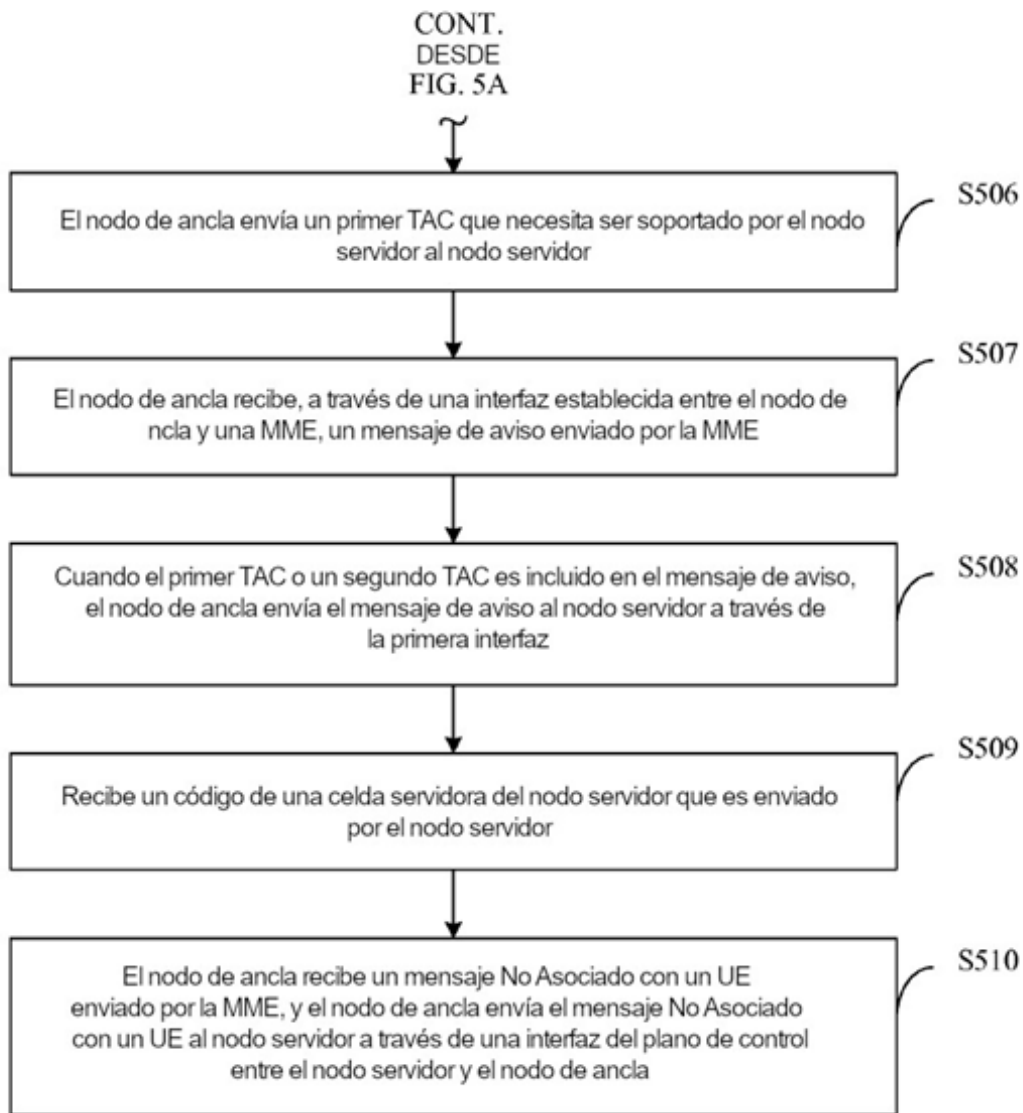 CONT.
DESDE
FIG. 5A
S506
El nodo de ancla envía un primer TAC que necesita ser soportado por el nodo
servidor al nodo servidor
S507
El nodo de ancla recibe, a través de una interfaz establecida entre el nodo de
ncla y una MME, un mensaje de aviso enviado por la MME
S508
Cuando el primer TAC o un segundo TAC es incluido en el mensaje de aviso,
el nodo de ancla envía el mensaje de aviso al nodo servidor a través de
la primera interfaz
S509
Recibe un código de una celda servidora del nodo servidor que es enviado
por el nodo servidor
S510
El nodo de ancla recibe un mensaje No Asociado con un UE
enviado por la MME, y el nodo de ancla envía el mensaje No Asociado
con un UE al nodo servidor a través de una interfaz del plano de control
entre el nodo servidor y el nodo de ancla